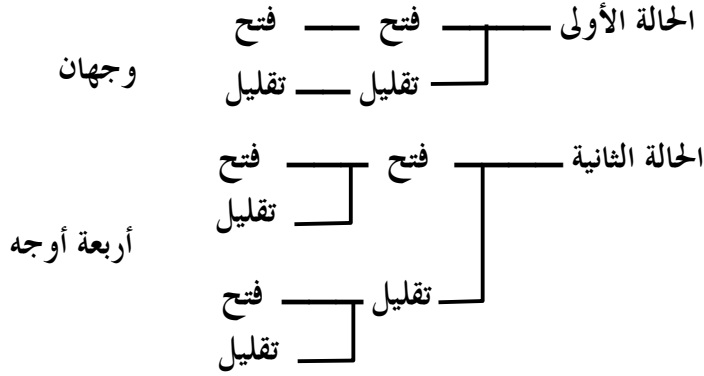 الحالة الأولى فتح فتح
تقليل تقليل
وجهان
الحالة الثانية فتح فتح
تقليل
أربعة أوجه
تقليل فتح
تقليل